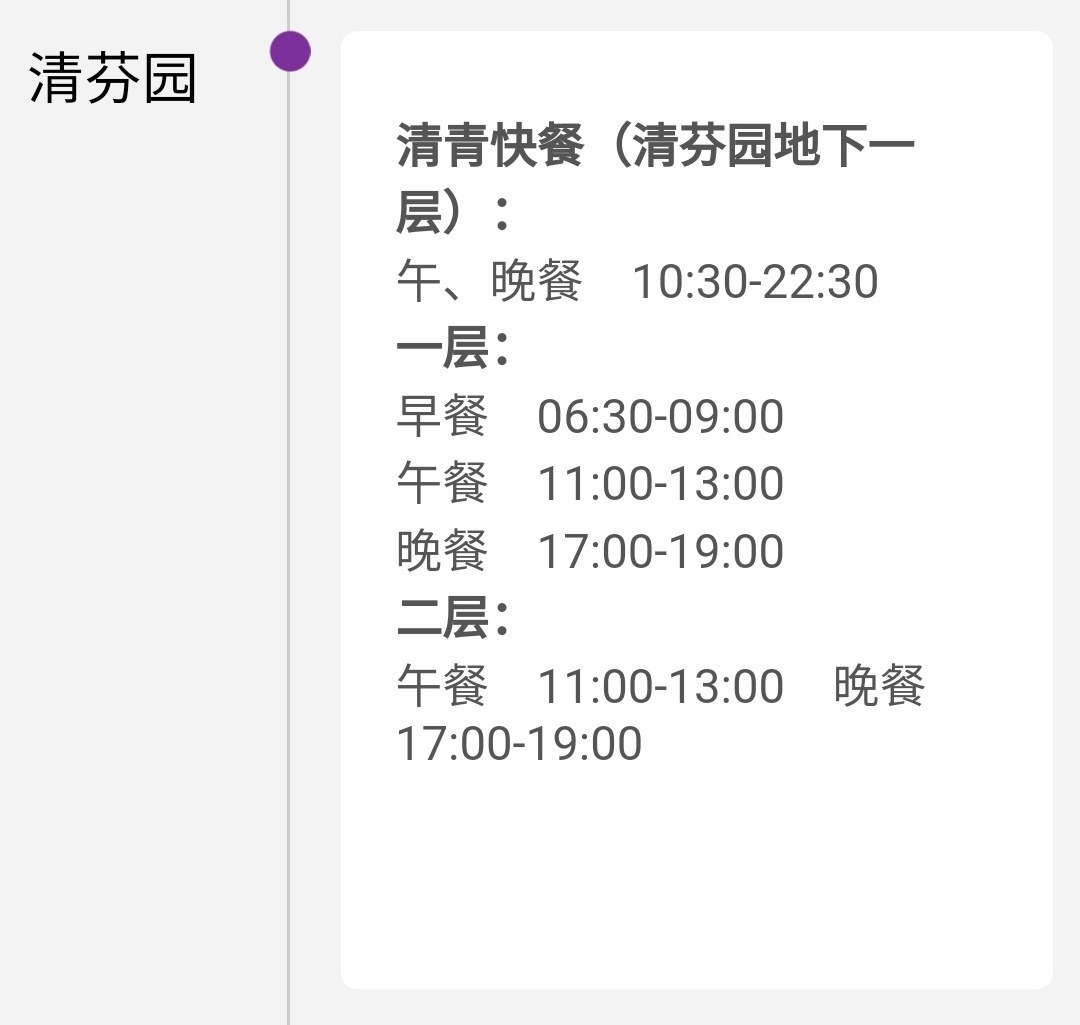 清芬园
清青快餐（清芬园地下一
层）：
午、晚餐　10:30-22:30
一层：
早餐　06:30-09:00
午餐　11:00-13:00
晚餐　17:00-19:00
二层：
午餐　11:00-13:00　晚餐
17:00-19:00